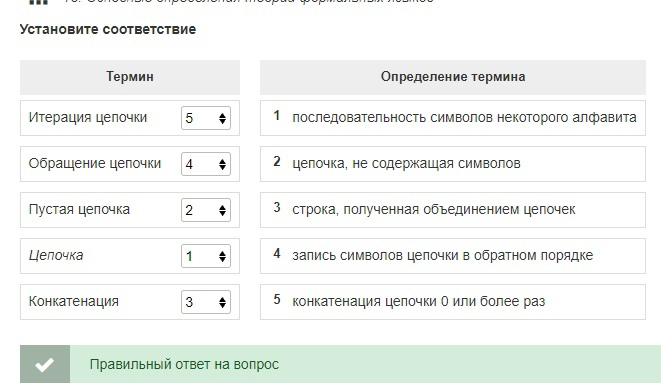 10. Основные определения теории формальных языков
Установите соответствие
Термин
Определение термина
Итерация цепочки 5
1 последовательность символов некоторого алфавита
Обращение цепочки 4
2 цепочка, не содержащая символов
Пустая цепочка 2
3 строка, полученная объединением цепочек
Цепочка 1
4 запись символов цепочки в обратном порядке
Конкатенация 3
5 конкатенация цепочки 0 или более раз
Правильный ответ на вопрос